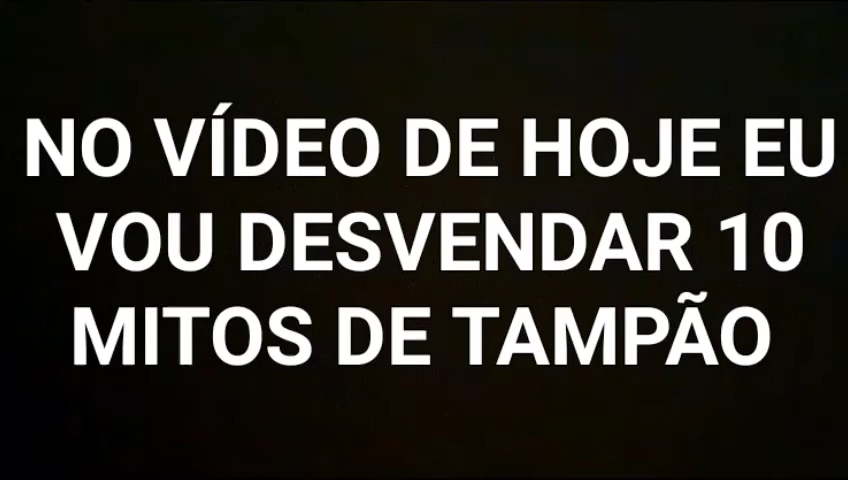 NO VÍDEO DE HOJE EU
VOU DESVENDAR 10
MITOS DE TAMPÃO